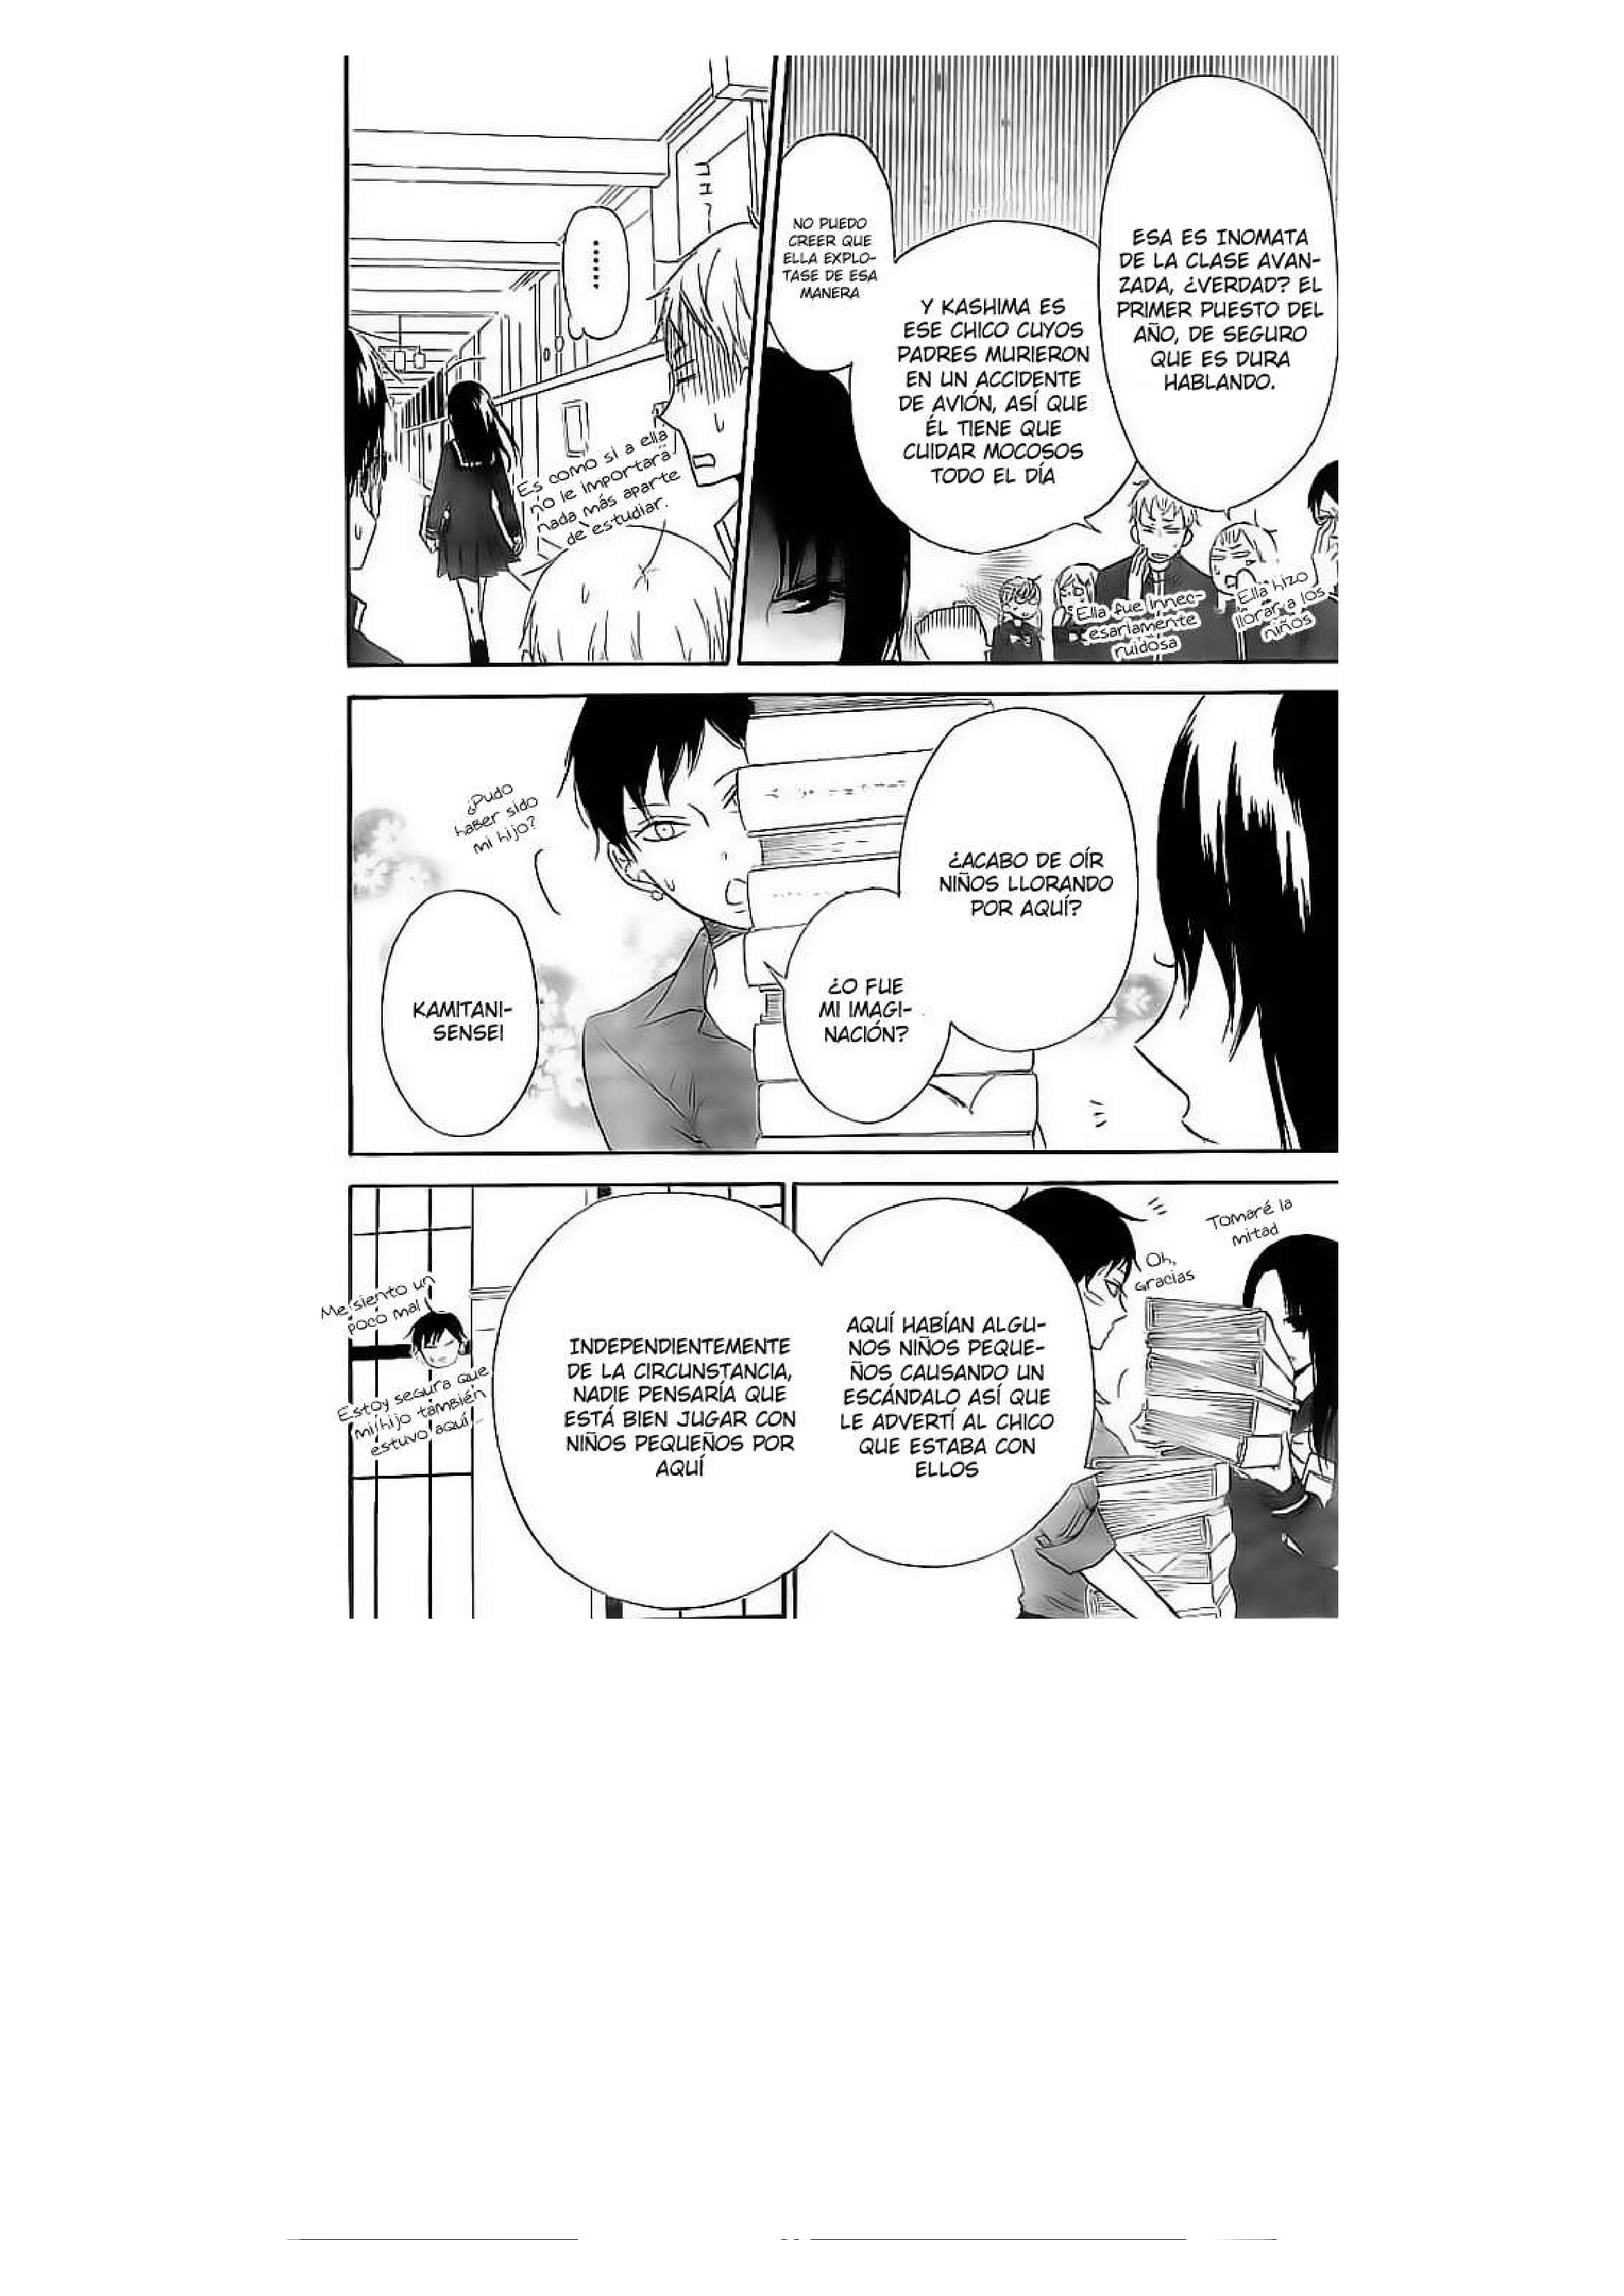 ESA ES INOMATA
DE LA CLASE AVAN-
ZADA, ¿VERDAD? EL
PRIMER PUESTO DEL
AÑO, DE SEGURO
QUE ES DURA
HABLANDO.
Y KASHIMA ES
ESE CHICO CUYOS
PADRES MURIERON
EN UN ACCIDENTE
DE AVIÓN, ASÍ QUE
ÉL TIENE QUE
CUIDAR MOCOSOS
TODO EL DÍA
NO PUEDO
CREER QUE
ELLA EXPLO-
TASE DE ESA
MANERA
Ella hizo
llorar a los
niños
Ella fue innec-
esariamente
ruidosa
コエ〜
......
Es como si a ella
no le importara
nada más aparte
de estudiar.
¿ACABO DE OÍR
NIÑOS LLORANDO
POR AQUÍ?
¿O FUE
MI IMAGI-
NACIÓN?
¿Pudo
haber sido
mi hijo?
KAMITANI-
SENSEI
Tomaré la
mitad
Oh,
Gracias
AQUÍ HABÍAN ALGU-
NOS NIÑOS PEQUE-
ÑOS CAUSANDO UN
ESCÁNDALO ASÍ QUE
LE ADVERTÍ AL CHICO
QUE ESTABA CON
ELLOS
INDEPENDIENTEMENTE
DE LA CIRCUNSTANCIA,
NADIE PENSARÍA QUE
ESTÁ BIEN JUGAR CON
NIÑOS PEQUEÑOS POR
AQUÍ
Me siento un
poco mal
Estoy segura que
mi hijo también
estuvo aquí...